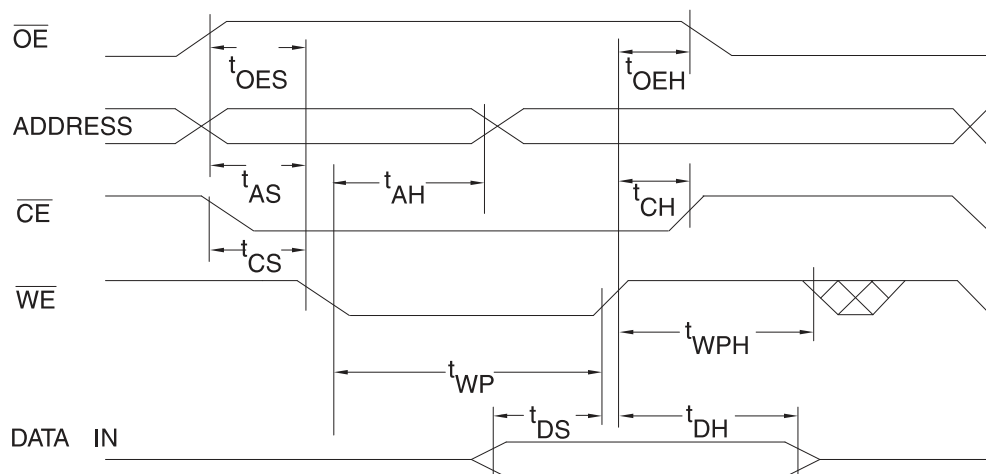 OE
tOES
tOEH
ADDRESS
tAS
tAH
tCH
CE
tCS
WE
tWPH
tWP
tDS
tDH
DATA IN